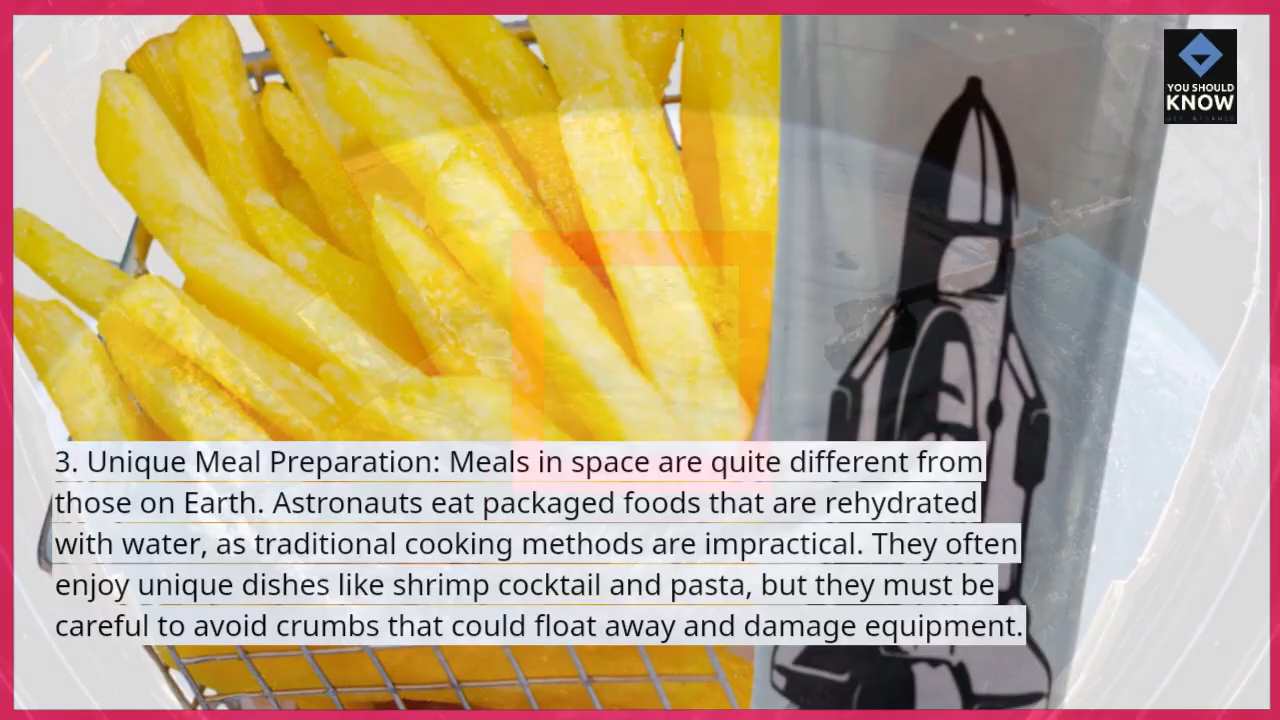 YOU SHOULD
KNOW
GET INFORMED
3. Unique Meal Preparation: Meals in space are quite different from
those on Earth. Astronauts eat packaged foods that are rehydrated
with water, as traditional cooking methods are impractical. They often
enjoy unique dishes like shrimp cocktail and pasta, but they must be
careful to avoid crumbs that could float away and damage equipment.